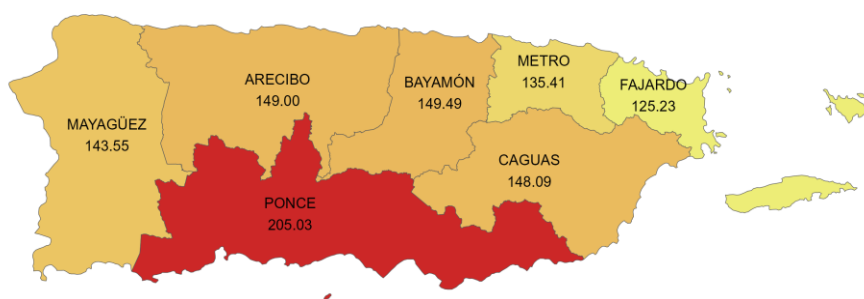 METRO
135.41
ARECIBO
149.00
BAYAMÓN
149.49
FAJARDO
125.23
MAYAGÜEZ
143.55
CAGUAS
148.09
PONCE
205.03